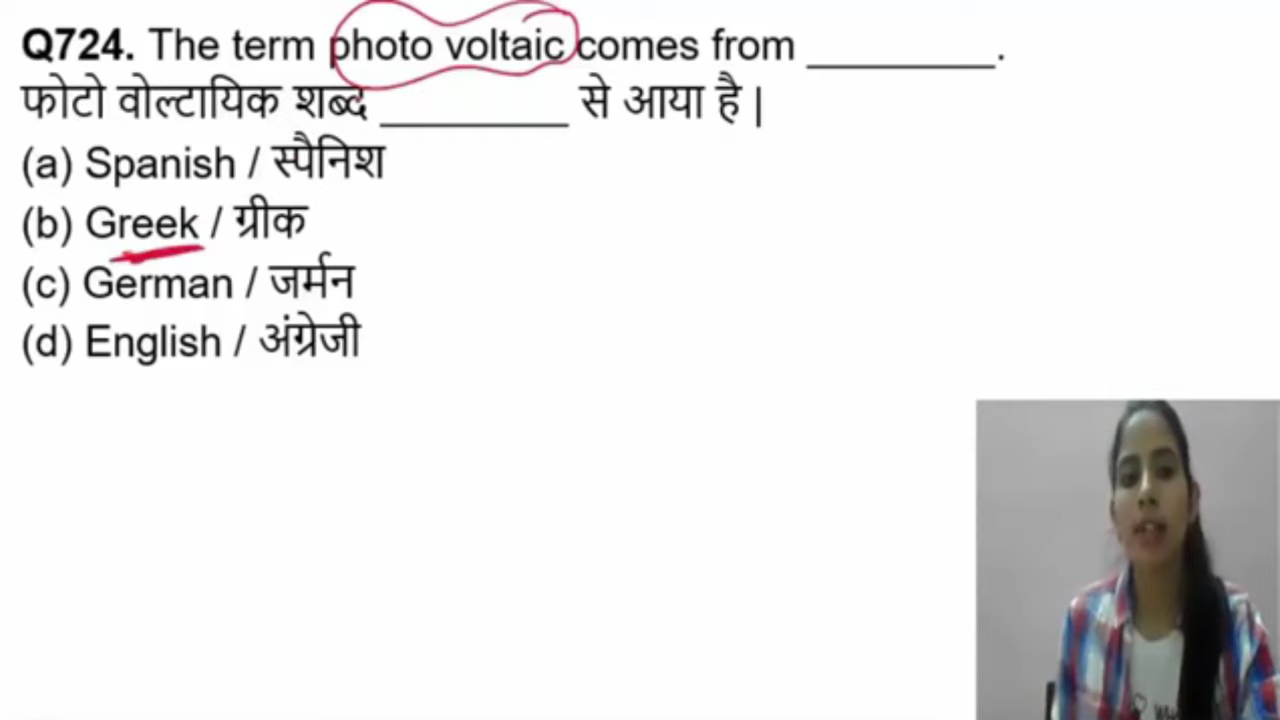 Q724. The term photo voltaic comes from ________.
फोटो वोल्टायिक शब्द ________ से आया है |
(a) Spanish / स्पैनिश
(b) Greek / ग्रीक
(c) German / जर्मन
(d) English / अंग्रेजी